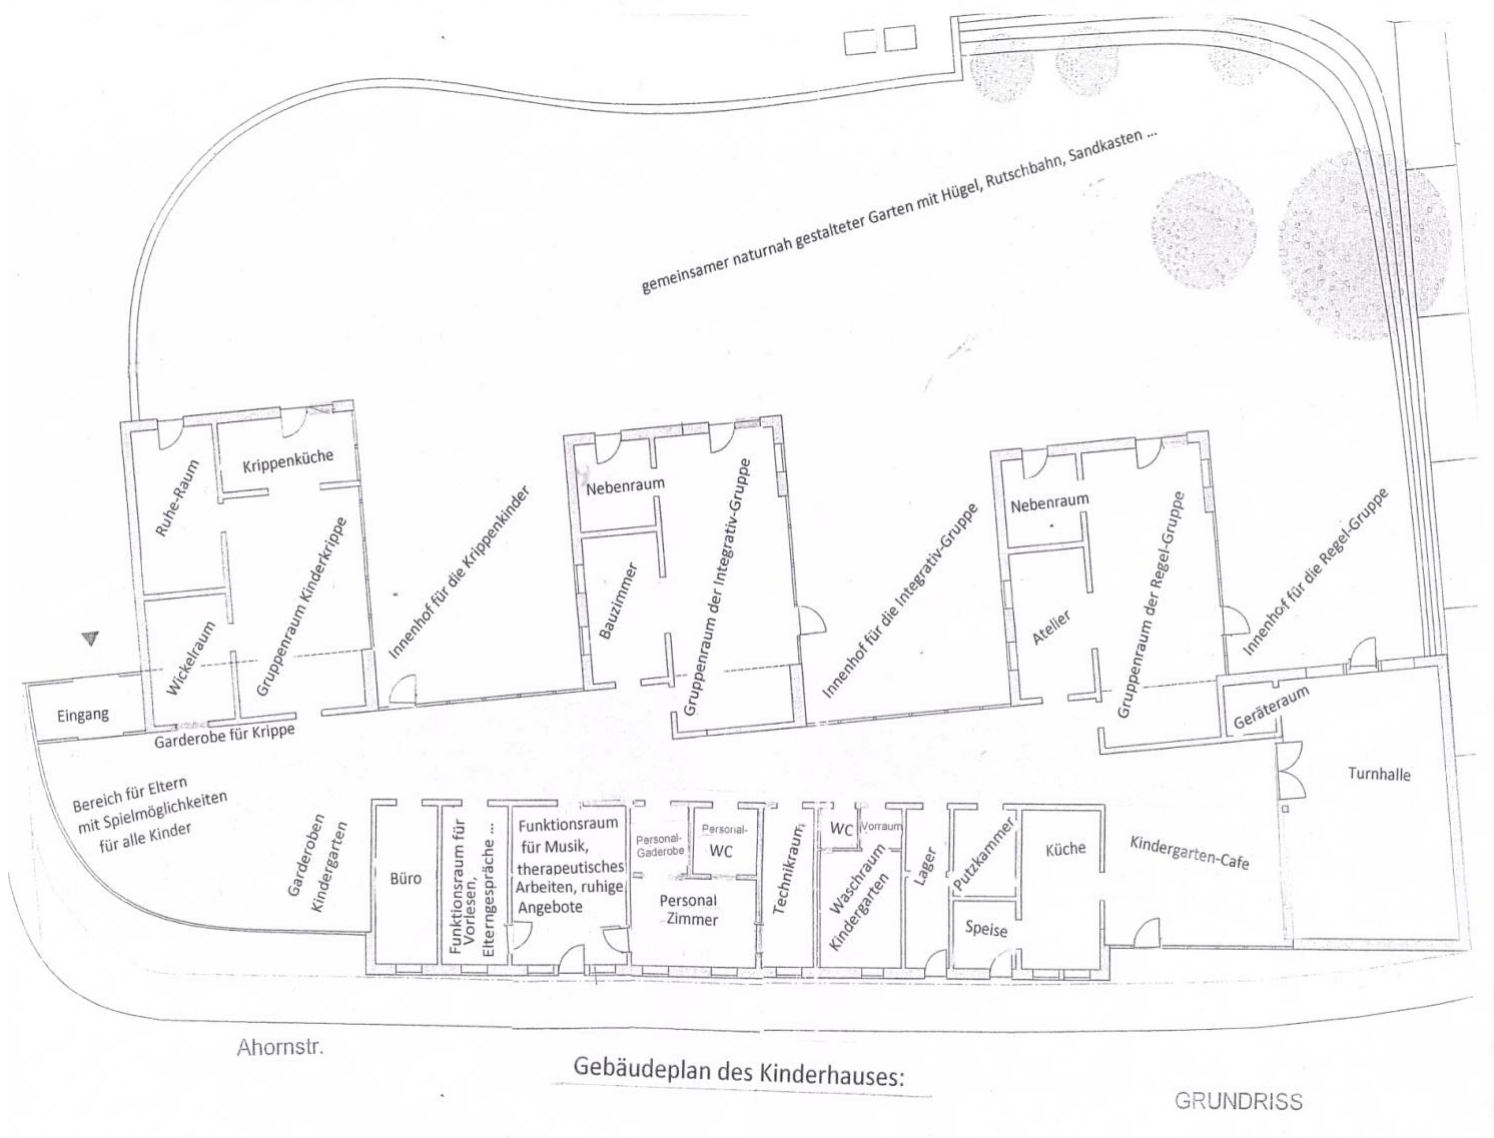 gemeinsamer naturnah gestalteter Garten mit Hügel, Rutschbahn, Sandkasten ...
Ruhe-Raum
Krippenküche
Wickelraum
Gruppenraum Kinderkrippe
Innenhof für die Krippenkinder
Nebenraum
Bauzimmer
Gruppenraum der Integrativ-Gruppe
Innenhof für die Integrativ-Gruppe
Nebenraum
Atelier
Gruppenraum der Regel-Gruppe
Innenhof für die Regel-Gruppe
Eingang
Garderobe für Krippe
Geräteraum
Turnhalle
Bereich für Eltern
mit Spielmöglichkeiten
für alle Kinder
Garderoben
Kindergarten
Büro
Funktionsraum für
Vorlesen,
Elterngespräche ...
Funktionsraum
für Musik,
therapeutisches
Arbeiten, ruhige
Angebote
Personal-
Gaderobe
Personal-
WC
Personal
Zimmer
Technikraum
WC
Vorraum
Waschraum
Kindergarten
Lager
Putzkammer
Speise
Küche
Kindergarten-Cafe
Ahornstr.
Gebäudeplan des Kinderhauses:
GRUNDRISS